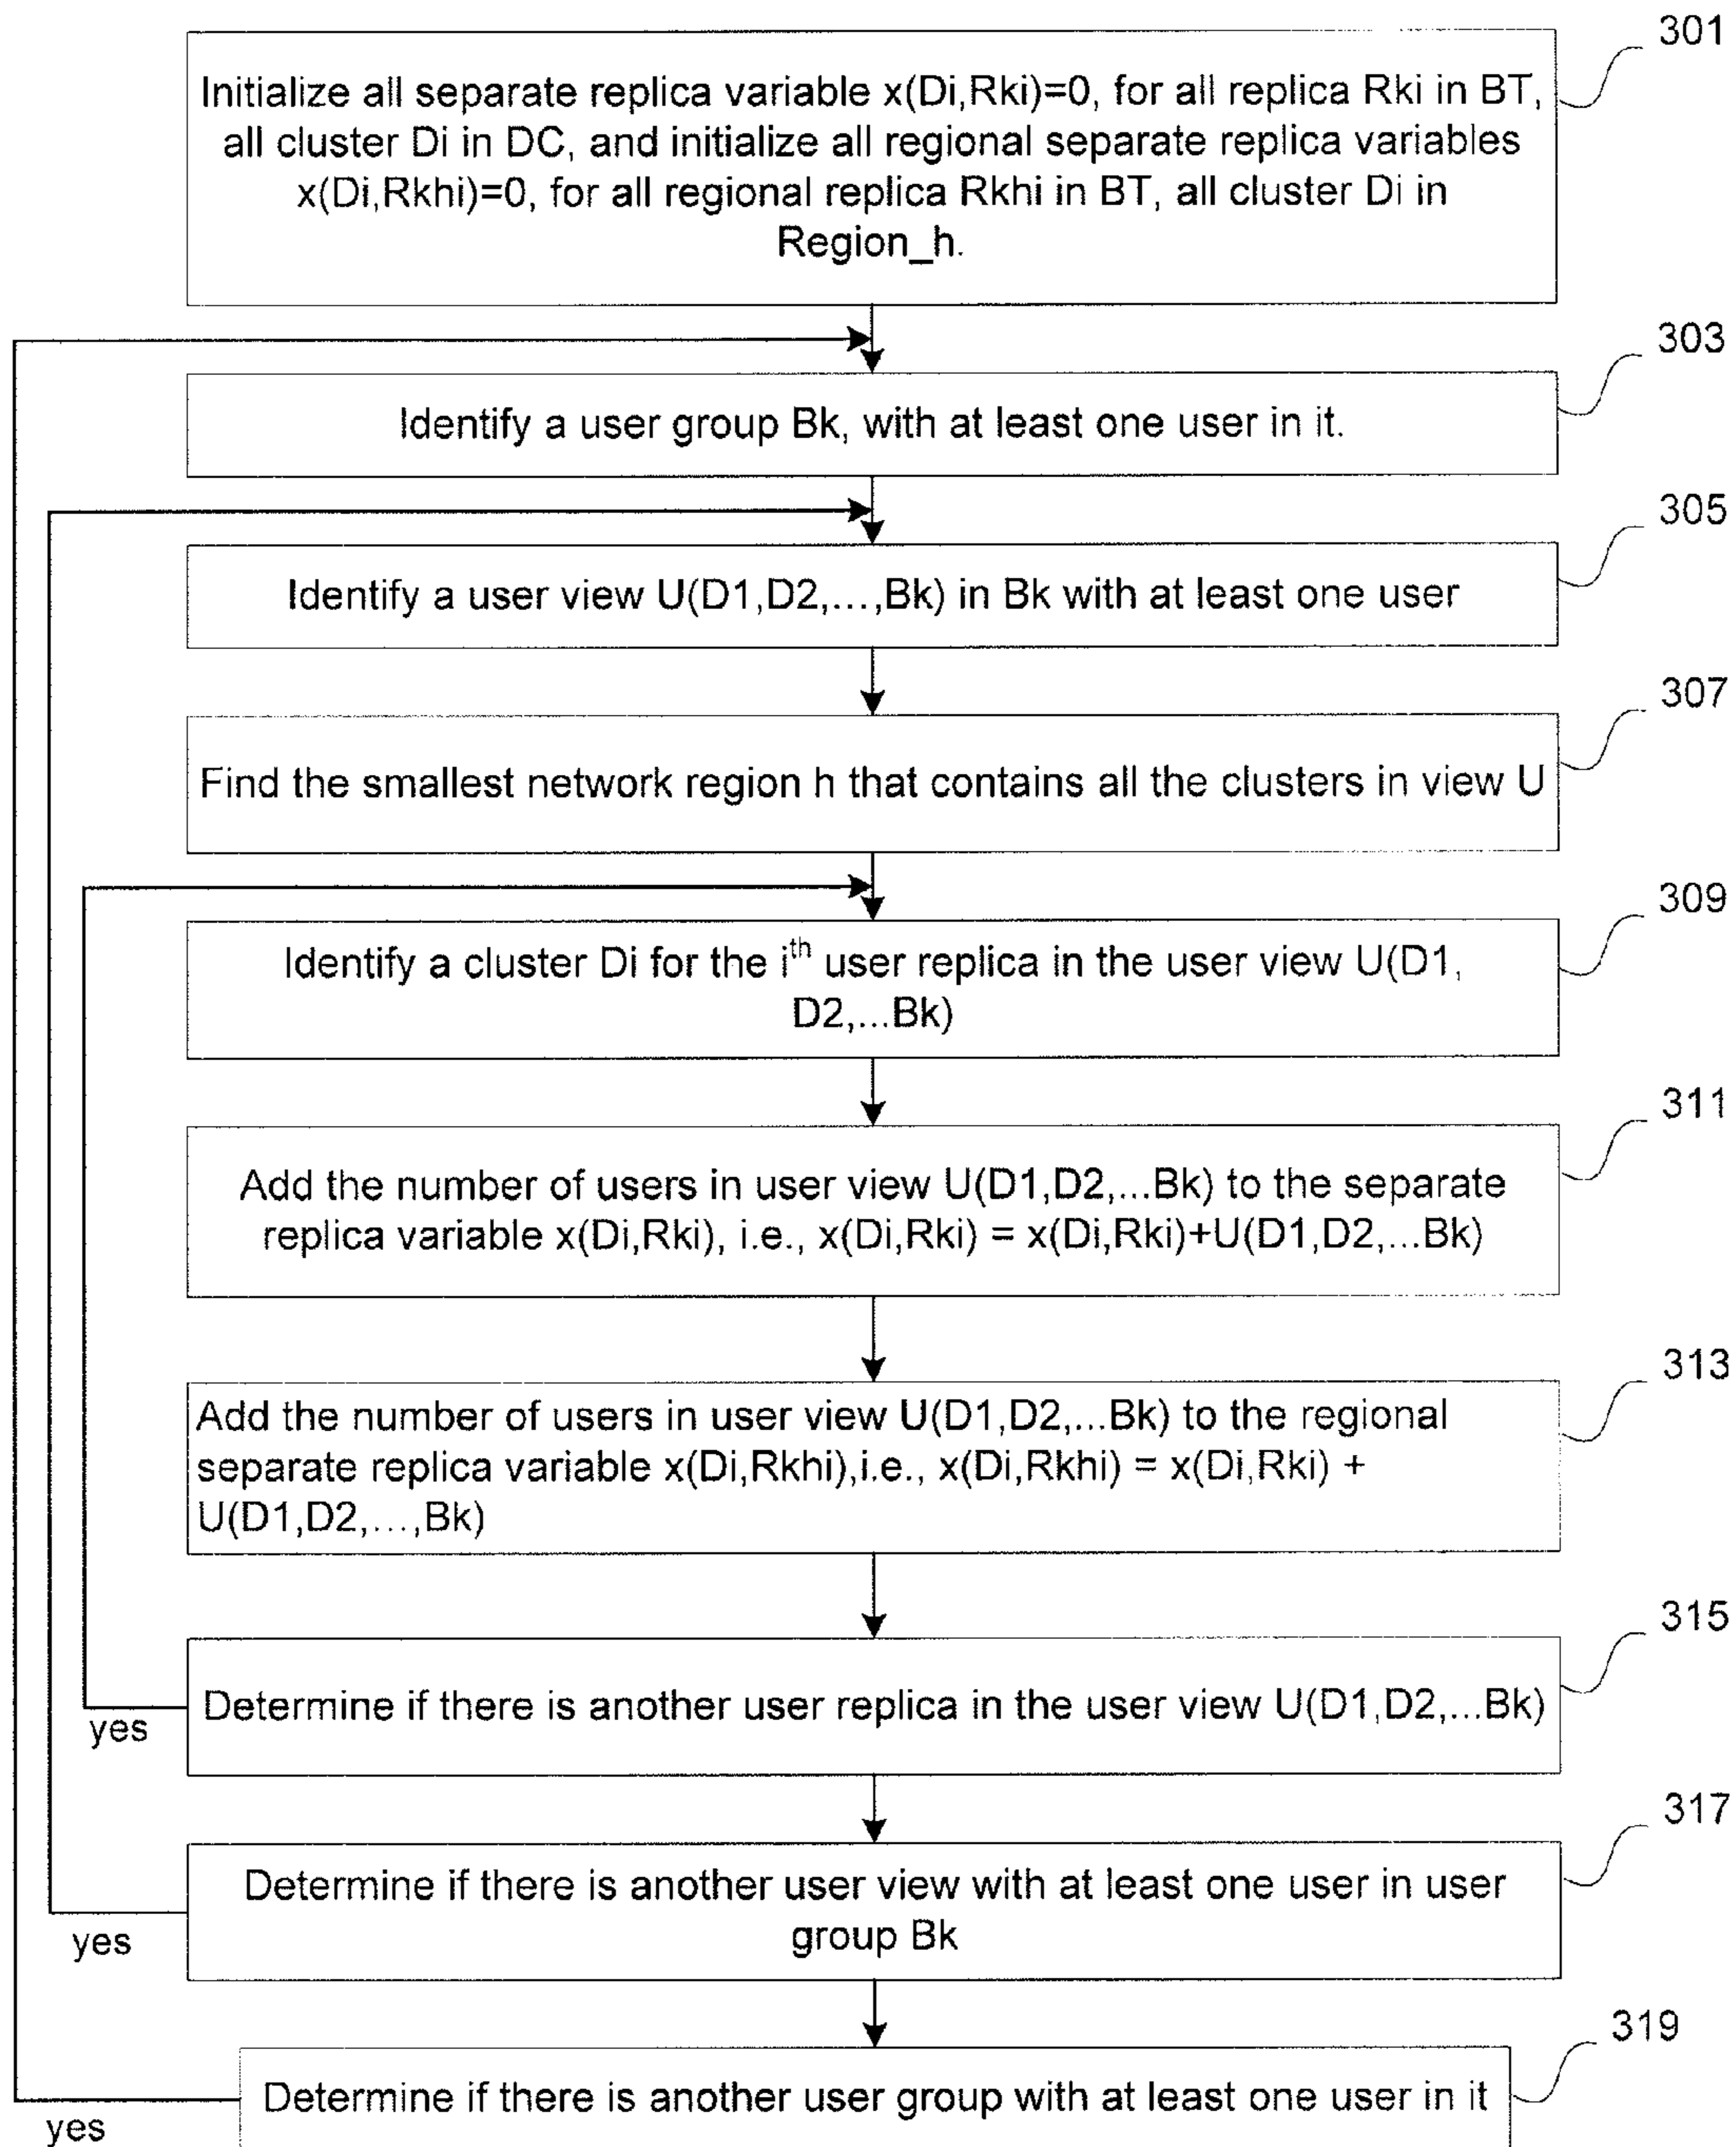 301
Initialize all separate replica variable x(Di,Rki)=0, for all replica Rki in BT,
all cluster Di in DC, and initialize all regional separate replica variables
x(Di,Rkhi)=0, for all regional replica Rkhi in BT, all cluster Di in
Region_h.
303
Identify a user group Bk, with at least one user in it.
305
Identify a user view U(D1,D2,...,Bk) in Bk with at least one user
307
Find the smallest network region h that contains all the clusters in view U
309
Identify a cluster Di for the ith user replica in the user view U(D1,
D2,...Bk)
311
Add the number of users in user view U(D1,D2,...Bk) to the separate
replica variable x(Di,Rki), i.e., x(Di,Rki) = x(Di,Rki)+U(D1,D2,...Bk)
313
Add the number of users in user view U(D1,D2,...Bk) to the regional
separate replica variable x(Di,Rkhi),i.e., x(Di,Rkhi) = x(Di,Rki) +
U(D1,D2,...,Bk)
315
Determine if there is another user replica in the user view U(D1,D2,...Bk)
yes
317
Determine if there is another user view with at least one user in user
group Bk
yes
319
Determine if there is another user group with at least one user in it
yes